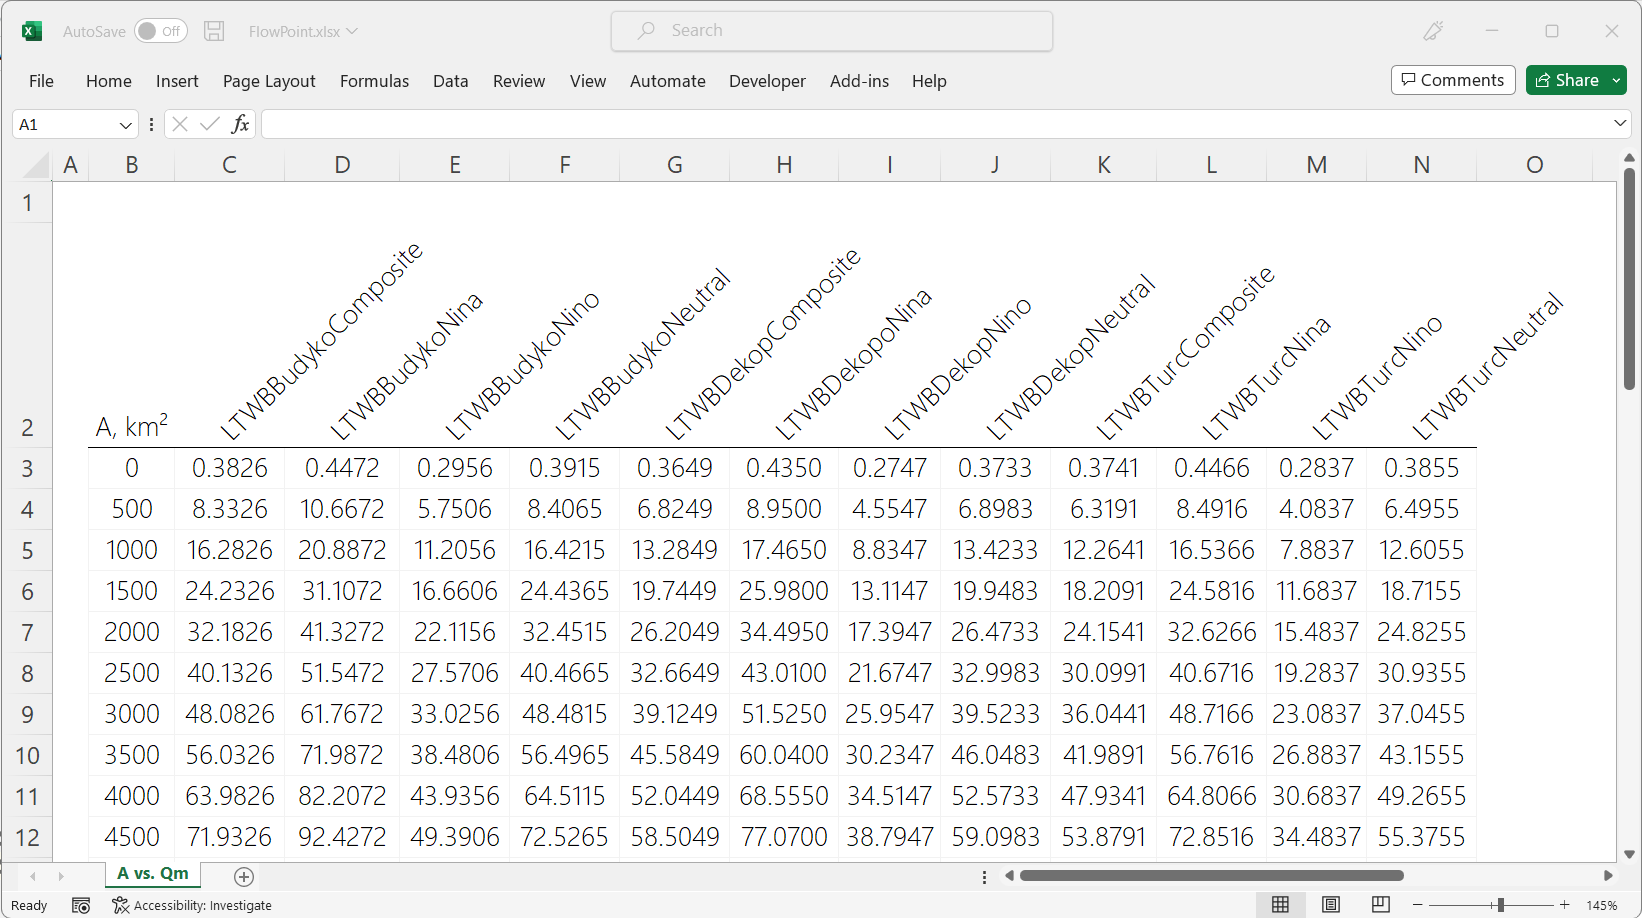 AutoSave Off FlowPoint.xlsx Search
File Home Insert Page Layout Formulas Data Review View Automate Developer Add-ins Help Comments Share
A1 fx
A B C D E F G H I J K L M N O
1
2 A, km² LTWBBudykoComposite LTWBBudykoNina LTWBBudykoNino LTWBBudykoNeutral LTWBDekopComposite LTWBDekopoNina LTWBDekopNino LTWBDekopNeutral LTWBTurcComposite LTWBTurcNina LTWBTurcNino LTWBTurcNeutral
3 0 0.3826 0.4472 0.2956 0.3915 0.3649 0.4350 0.2747 0.3733 0.3741 0.4466 0.2837 0.3855
4 500 8.3326 10.6672 5.7506 8.4065 6.8249 8.9500 4.5547 6.8983 6.3191 8.4916 4.0837 6.4955
5 1000 16.2826 20.8872 11.2056 16.4215 13.2849 17.4650 8.8347 13.4233 12.2641 16.5366 7.8837 12.6055
6 1500 24.2326 31.1072 16.6606 24.4365 19.7449 25.9800 13.1147 19.9483 18.2091 24.5816 11.6837 18.7155
7 2000 32.1826 41.3272 22.1156 32.4515 26.2049 34.4950 17.3947 26.4733 24.1541 32.6266 15.4837 24.8255
8 2500 40.1326 51.5472 27.5706 40.4665 32.6649 43.0100 21.6747 32.9983 30.0991 40.6716 19.2837 30.9355
9 3000 48.0826 61.7672 33.0256 48.4815 39.1249 51.5250 25.9547 39.5233 36.0441 48.7166 23.0837 37.0455
10 3500 56.0326 71.9872 38.4806 56.4965 45.5849 60.0400 30.2347 46.0483 41.9891 56.7616 26.8837 43.1555
11 4000 63.9826 82.2072 43.9356 64.5115 52.0449 68.5550 34.5147 52.5733 47.9341 64.8066 30.6837 49.2655
12 4500 71.9326 92.4272 49.3906 72.5265 58.5049 77.0700 38.7947 59.0983 53.8791 72.8516 34.4837 55.3755
A vs. Qm
Ready Accessibility: Investigate 145%